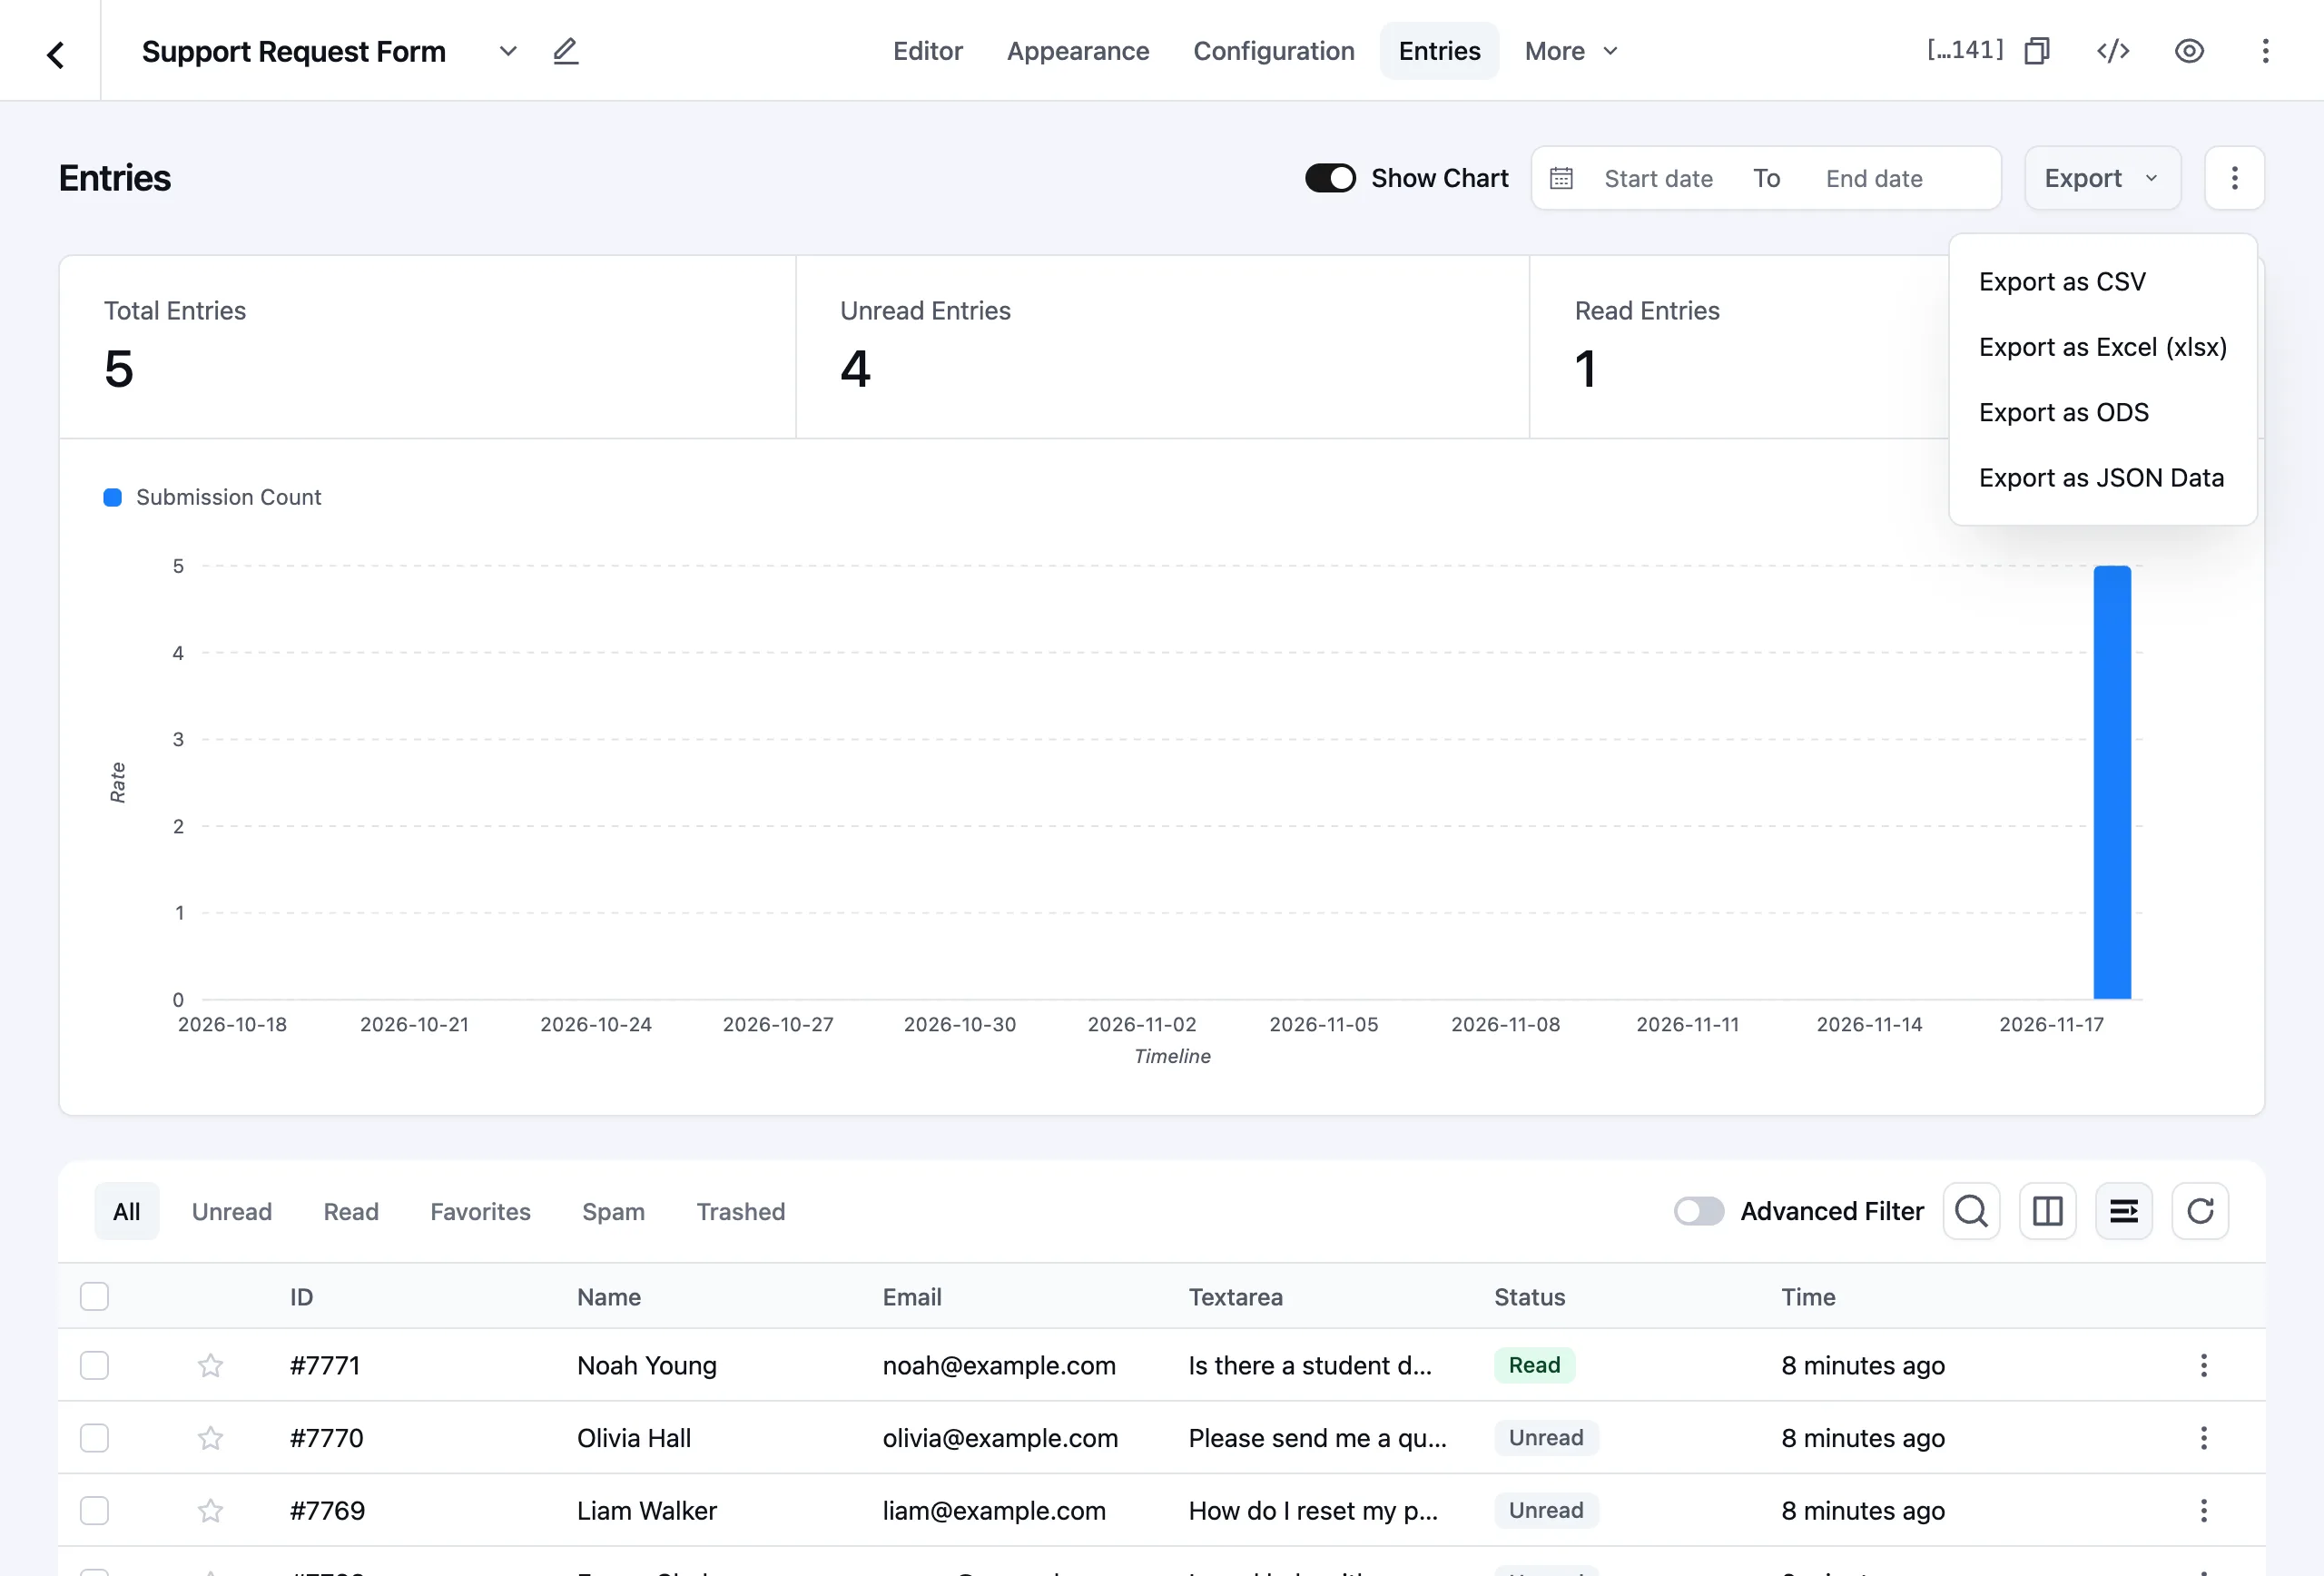 Support Request Form
Editor
Appearance
Configuration
Entries
More
[...141]
Entries
Show Chart
Start date
To
End date
Export
Export as CSV
Export as Excel (xlsx)
Export as ODS
Export as JSON Data
Total Entries
5
Unread Entries
4
Read Entries
1
Submission Count
5
4
3
2
1
0
Rate
2026-10-18
2026-10-21
2026-10-24
2026-10-27
2026-10-30
2026-11-02
2026-11-05
2026-11-08
2026-11-11
2026-11-14
2026-11-17
Timeline
All
Unread
Read
Favorites
Spam
Trashed
Advanced Filter
ID Name Email Textarea Status Time
#7771 Noah Young noah@example.com Is there a student d... Read 8 minutes ago
#7770 Olivia Hall olivia@example.com Please send me a qu... Unread 8 minutes ago
#7769 Liam Walker liam@example.com How do I reset my p... Unread 8 minutes ago